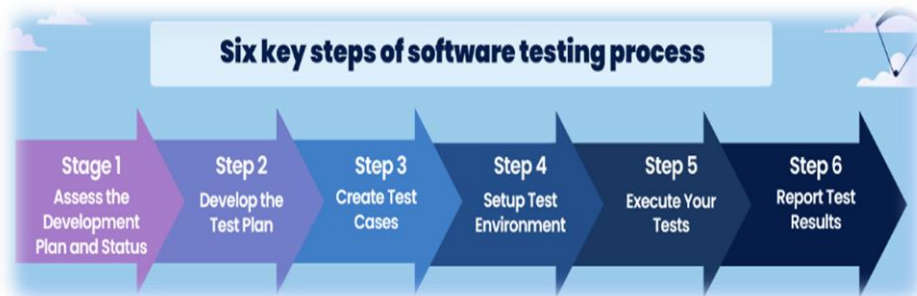 Six key steps of software testing process
Stage 1
Assess the
Development
Plan and Status
Step 2
Develop the
Test Plan
Step 3
Create Test
Cases
Step 4
Setup Test
Environment
Step 5
Execute Your
Tests
Step 6
Report Test
Results